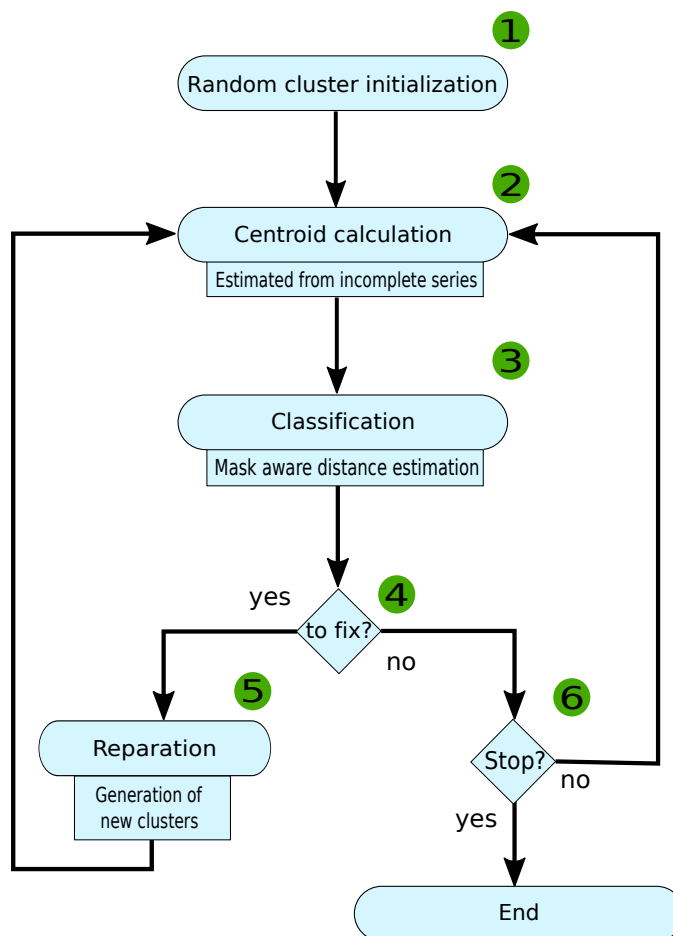 1
Random cluster initialization
2
Centroid calculation
Estimated from incomplete series
3
Classification
Mask aware distance estimation
4
yes
to fix?
no
5
6
Reparation
Stop?
no
Generation of
new clusters
yes
End